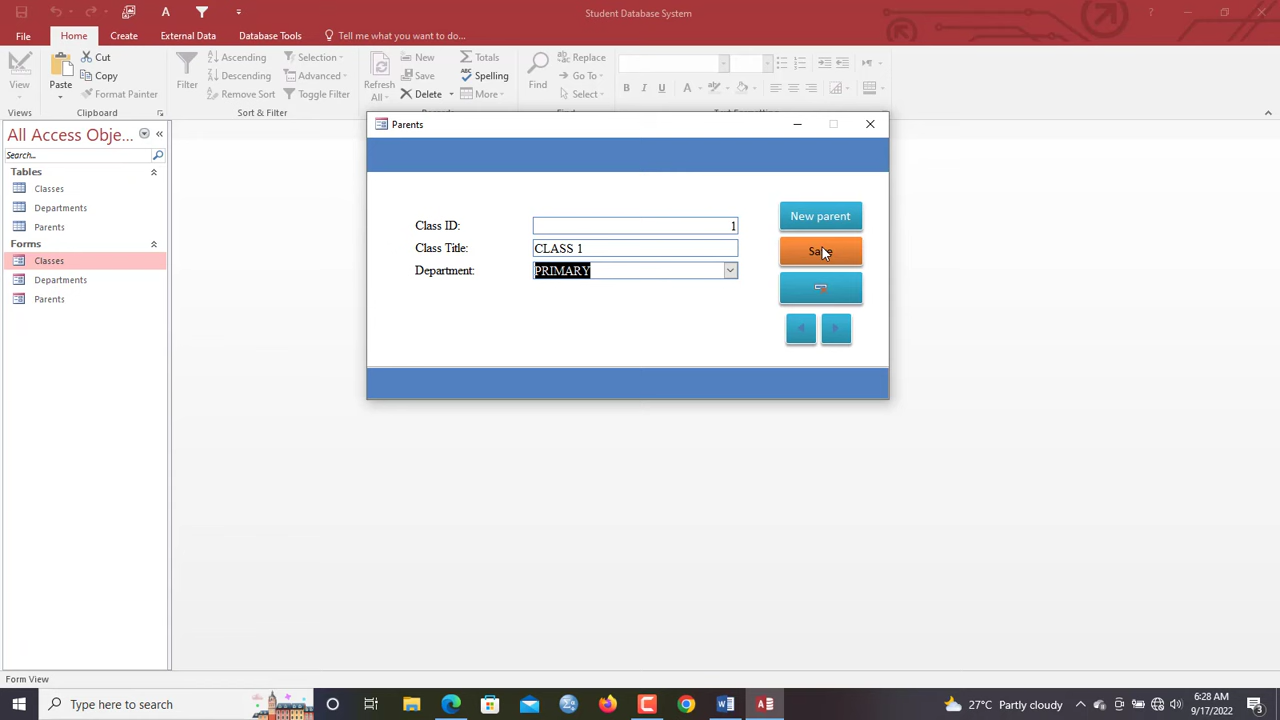 Student Database System
File Home Create External Data Database Tools Tell me what you want to do...
View
Views
Paste
Cut
Copy
Format Painter
Clipboard
Filter
Ascending
Descending
Remove Sort
Selection
Advanced
Toggle Filter
Sort & Filter
Refresh
All
New
Save
Delete
Totals
Spelling
More
Find
Replace
Go To
Select
B I U
All Access Obje...
Search...
Tables
Classes
Departments
Parents
Forms
Classes
Departments
Parents
Parents
Class ID: 1
Class Title: CLASS 1
Department: PRIMARY
New parent
Form View
Type here to search
27°C Partly cloudy
6:28 AM
9/17/2022
3